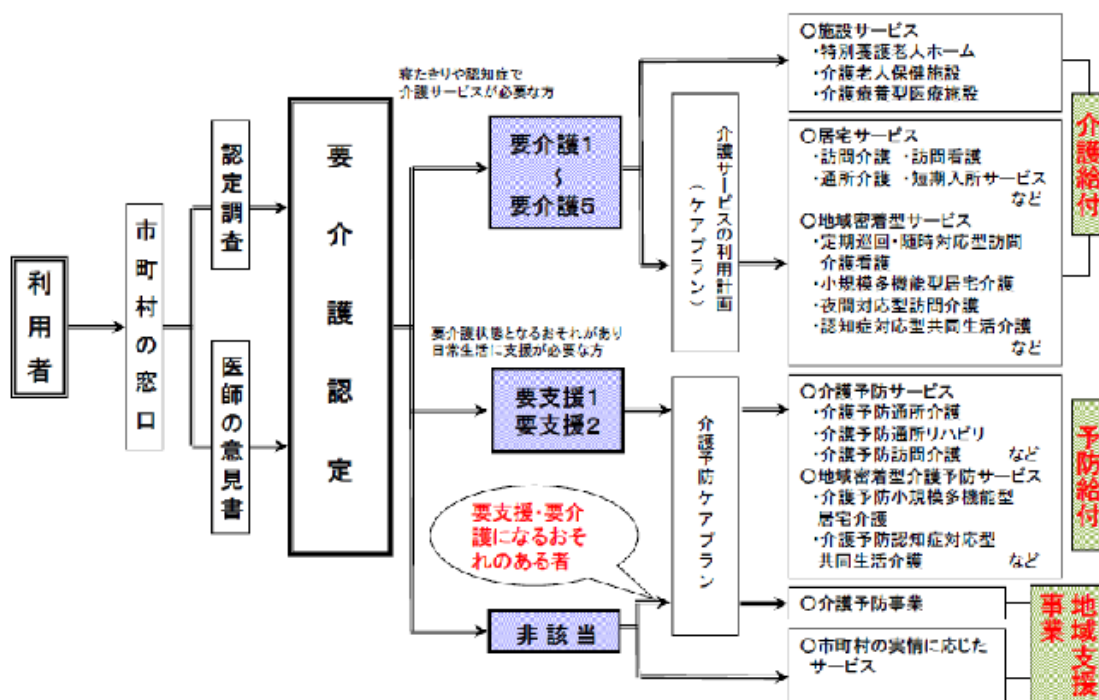 利用者
市町村の窓口
認定調査
医師の意見書
要介護認定
寝たきりや認知症で
介護サービスが必要な方
要介護1
〜
要介護5
介護サービスの利用計画
(ケアプラン)
○施設サービス
・特別養護老人ホーム
・介護老人保健施設
・介護療養型医療施設
○居宅サービス
・訪問介護 ・訪問看護
・通所介護 ・短期入所サービス
など
○地域密着型サービス
・定期巡回・随時対応型訪問
介護看護
・小規模多機能型居宅介護
・夜間対応型訪問介護
・認知症対応型共同生活介護
など
介護給付
要介護状態となるおそれがあり
日常生活に支援が必要な方
要支援1
要支援2
介護予防ケアプラン
○介護予防サービス
・介護予防通所介護
・介護予防通所リハビリ
・介護予防訪問介護 など
○地域密着型介護予防サービス
・介護予防小規模多機能型
居宅介護
・介護予防認知症対応型
共同生活介護 など
予防給付
要支援・要介
護になるおそ
れのある者
非該当
○介護予防事業
○市町村の実情に応じた
サービス
地域支援
事業